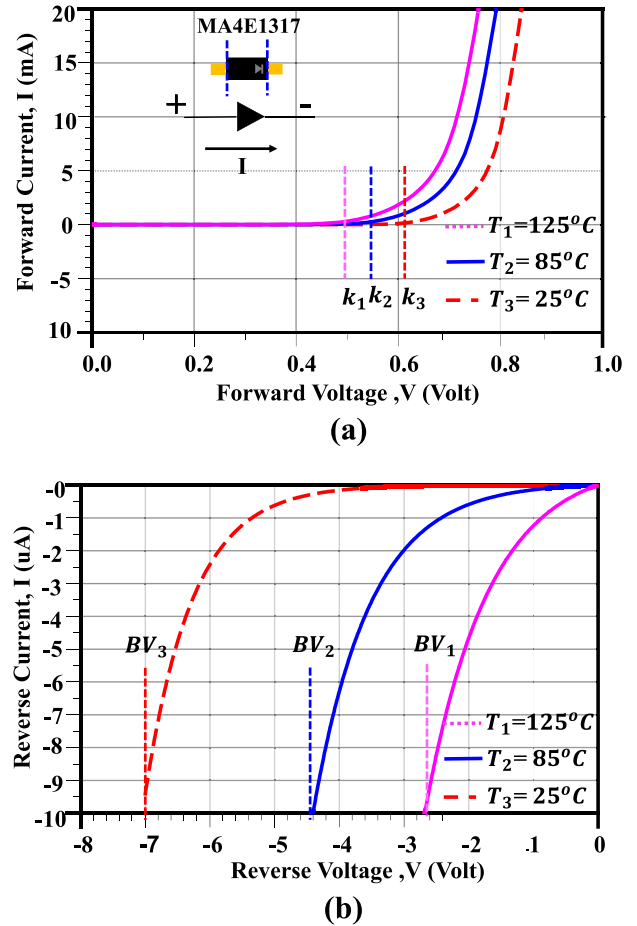 MA4E1317
+ -
I
Forward Current, I (mA)
20
15
10
5
0
-5
10
k₁ k₂ k₃
T₁=125°C
T₂= 85°C
T₃= 25°C
0.0 0.2 0.4 0.6 0.8 1.0
Forward Voltage ,V (Volt)
(a)
Reverse Current, I (uA)
-0
-1
-2
-3
-4
-5
-6
-7
-8
-9
-10
BV₃ BV₂ BV₁
T₁=125°C
T₂= 85°C
T₃= 25°C
-8 -7 -6 -5 -4 -3 -2 -1 0
Reverse Voltage ,V (Volt)
(b)